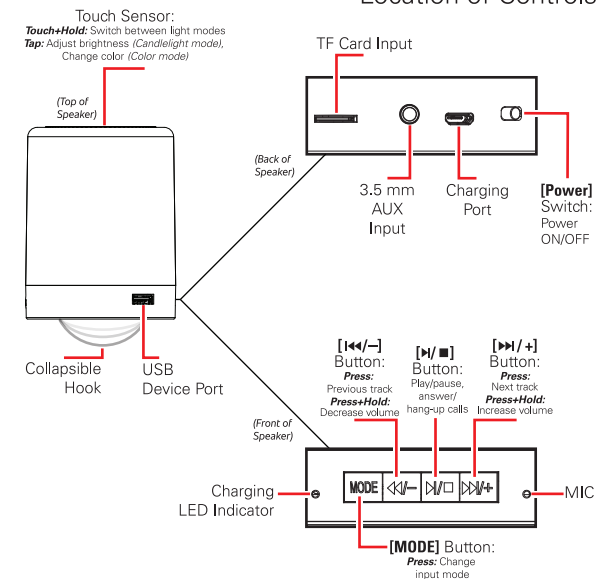 Location of Controls
Touch Sensor:
Touch+Hold: Switch between light modes
Tap: Adjust brightness (Candlelight mode),
Change color (Color mode)
(Top of
Speaker)
TF Card Input
(Back of
Speaker)
3.5 mm
AUX
Input
Charging
Port
[Power]
Switch:
Power
ON/OFF
Collapsible
Hook
USB
Device Port
[⏮/–]
Button:
Press:
Previous track
Press+Hold:
Decrease volume
[⏯/■]
Button:
Play/pause,
answer/
hang-up calls
[⏭/+]
Button:
Press:
Next track
Press+Hold:
Increase volume
(Front of
Speaker)
Charging
LED Indicator
MODE
MIC
[MODE] Button:
Press: Change
input mode